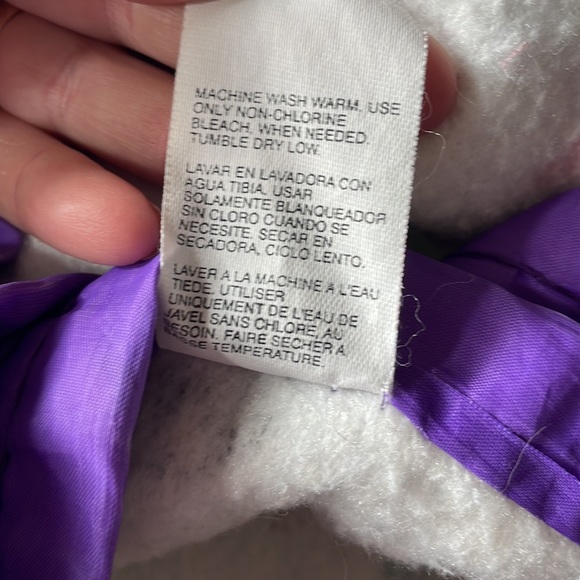 MACHINE WASH WARM. USE
ONLY NON-CHLORINE
BLEACH. WHEN NEEDED.
TUMBLE DRY LOW.
LAVAR EN LAVADORA CON
AGUA TIBIA. USAR
SOLAMENTE BLANQUEADOR
SIN CLORO CUANDO SE
NECESITE. SECAR EN
SECADORA, CICLO LENTO.
LAVER A LA MACHINE A L'EAU
TIEDE. UTILISER
UNIQUEMENT DE L'EAU DE
JAVEL SANS CHLORE, AU
BESOIN. FAIRE SECHER A
BASSE TEMPERATURE.